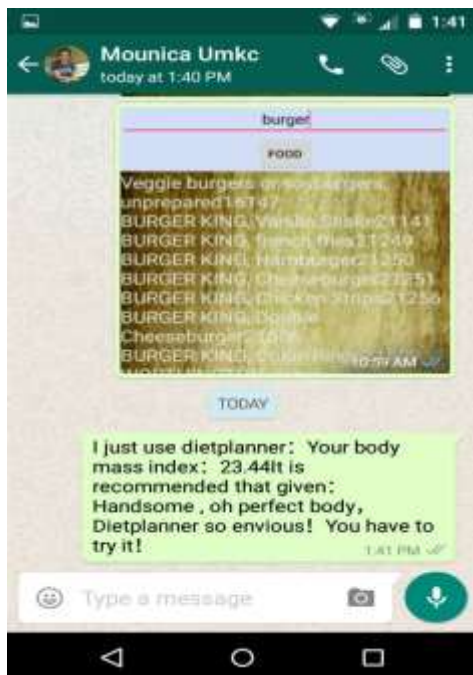 1:41
Mounica Umkc
today at 1:40 PM
burger
FOOD
Veggie burgers or soyburgers,
unprepared16147
BURGER KING, Vanilla Shake21141
BURGER KING, french fries21249
BURGER KING, Hamburger21250
BURGER KING, Cheeseburger21251
BURGER KING, Chicken Strips21256
BURGER KING, Double
BURGER KING,
10:59 AM
TODAY
I just use dietplanner： Your body
mass index： 23.44It is
recommended that given：
Handsome , oh perfect body，
Dietplanner so envious！ You have to
try it！
1:41 PM
Type a message